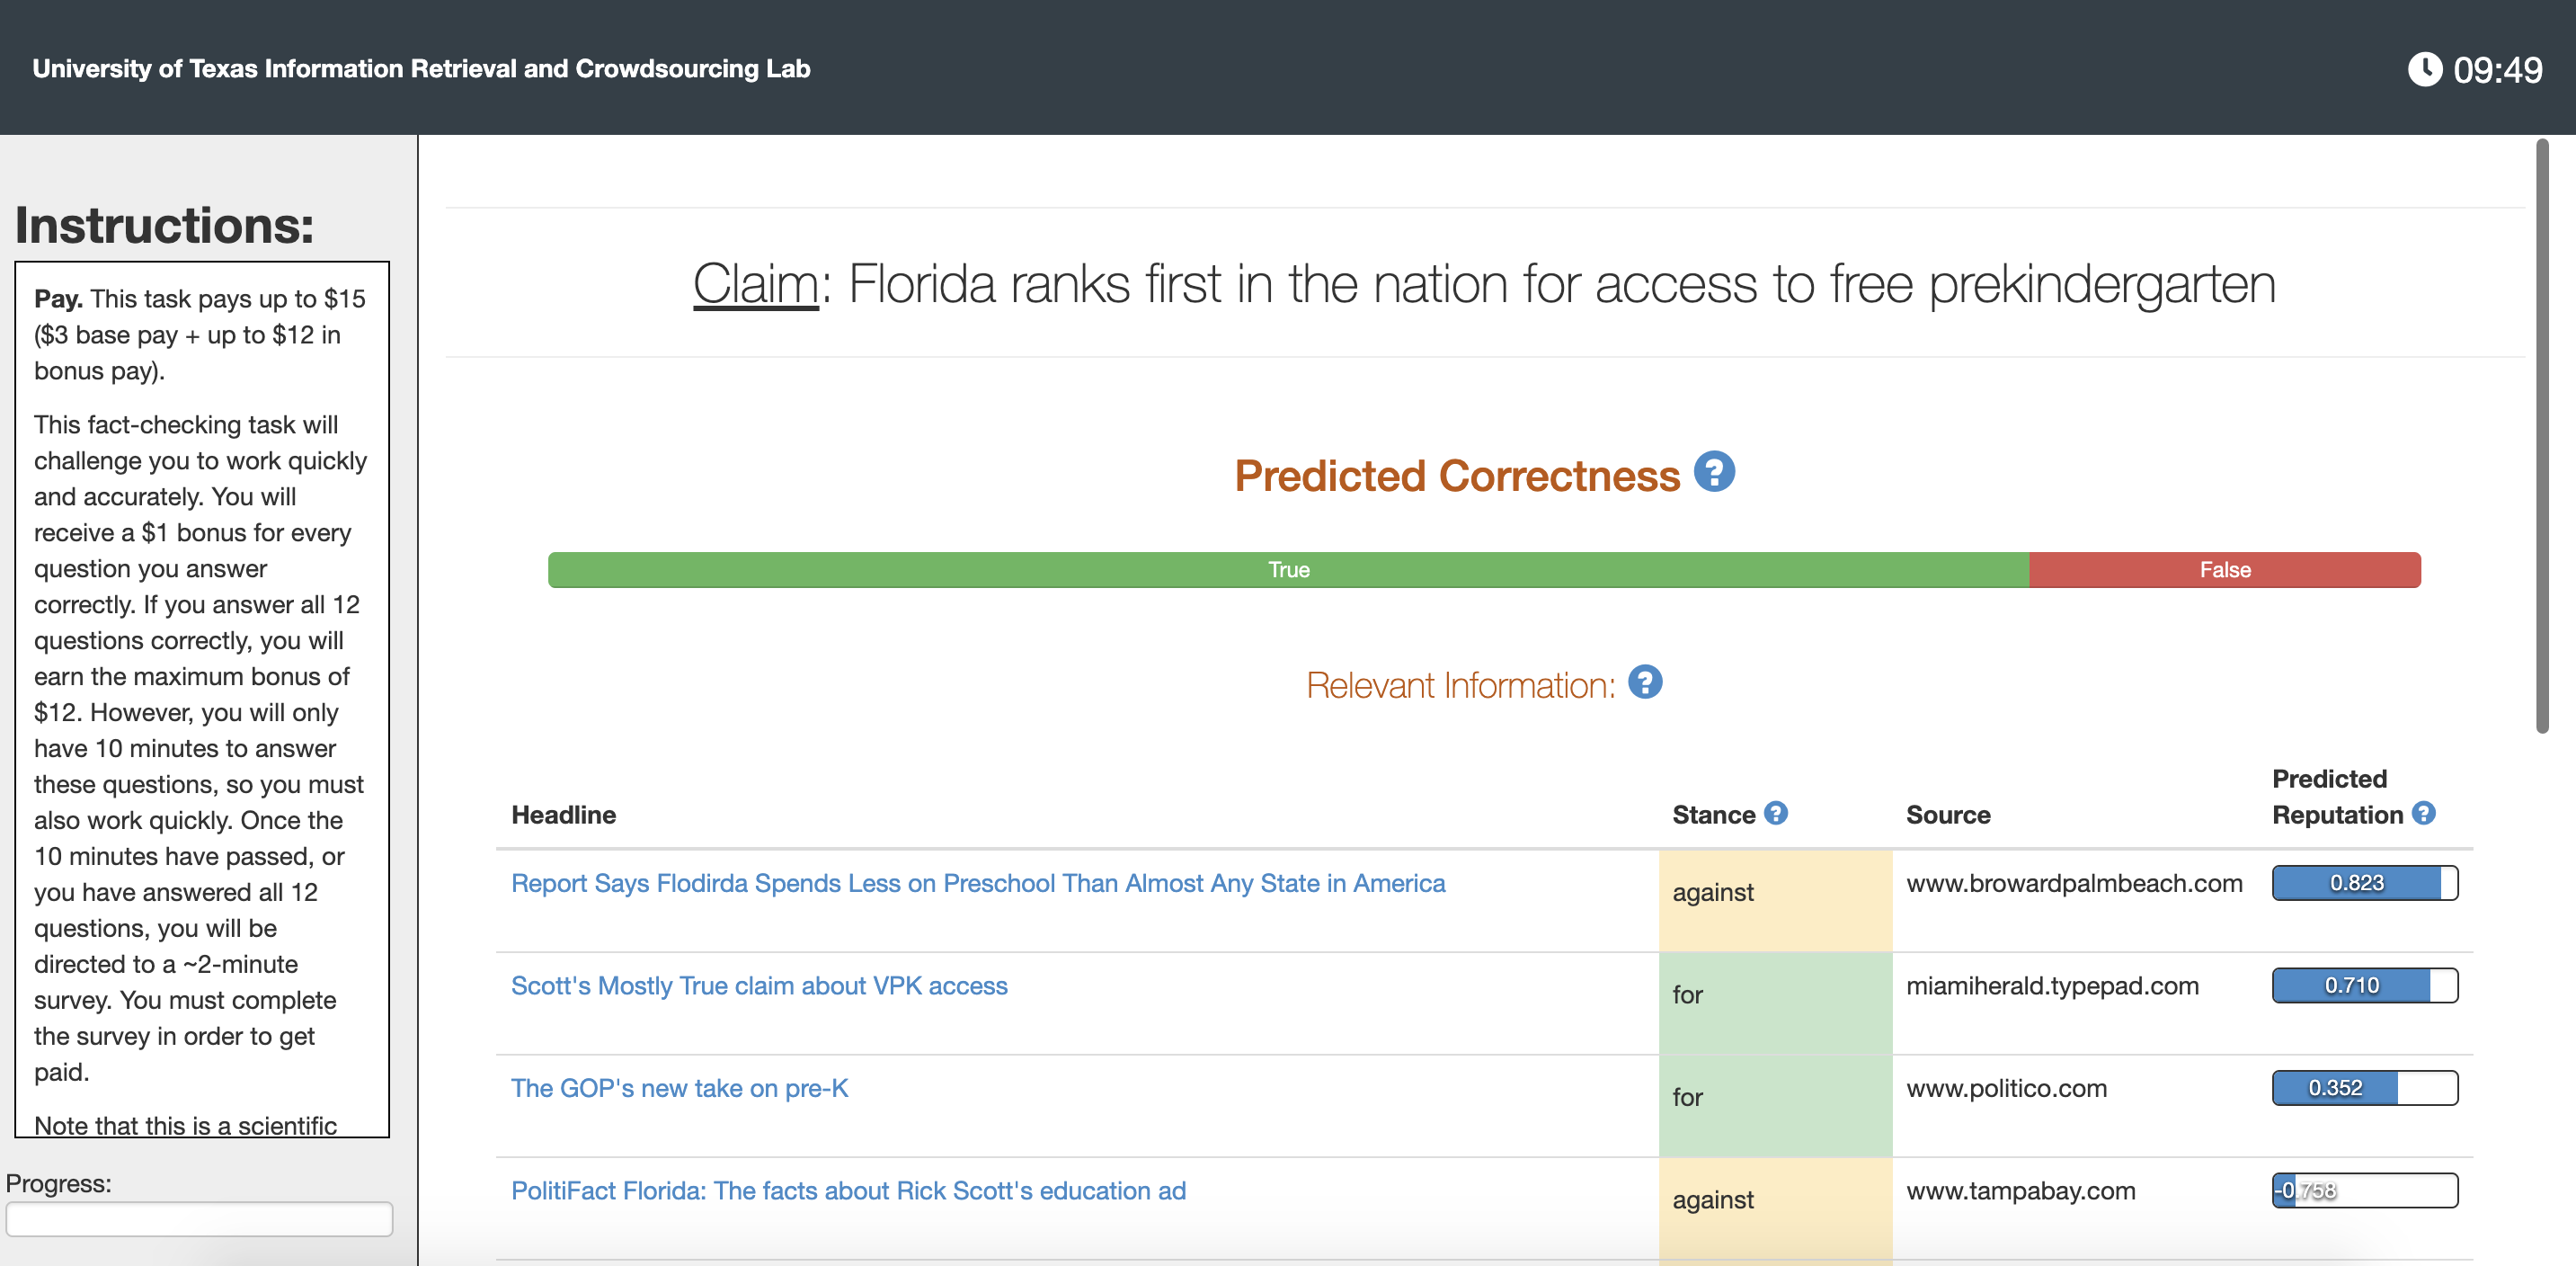 University of Texas Information Retrieval and Crowdsourcing Lab
09:49
Instructions:
Pay. This task pays up to $15
($3 base pay + up to $12 in
bonus pay).
This fact-checking task will
challenge you to work quickly
and accurately. You will
receive a $1 bonus for every
question you answer
correctly. If you answer all 12
questions correctly, you will
earn the maximum bonus of
$12. However, you will only
have 10 minutes to answer
these questions, so you must
also work quickly. Once the
10 minutes have passed, or
you have answered all 12
questions, you will be
directed to a ~2-minute
survey. You must complete
the survey in order to get
paid.
Note that this is a scientific
Progress:
Claim: Florida ranks first in the nation for access to free prekindergarten
Predicted Correctness ?
True False
Relevant Information: ?
Headline Stance ? Source Predicted Reputation ?
Report Says Flodirda Spends Less on Preschool Than Almost Any State in America against www.browardpalmbeach.com 0.823
Scott's Mostly True claim about VPK access for miamiherald.typepad.com 0.710
The GOP's new take on pre-K for www.politico.com 0.352
PolitiFact Florida: The facts about Rick Scott's education ad against www.tampabay.com -0.758